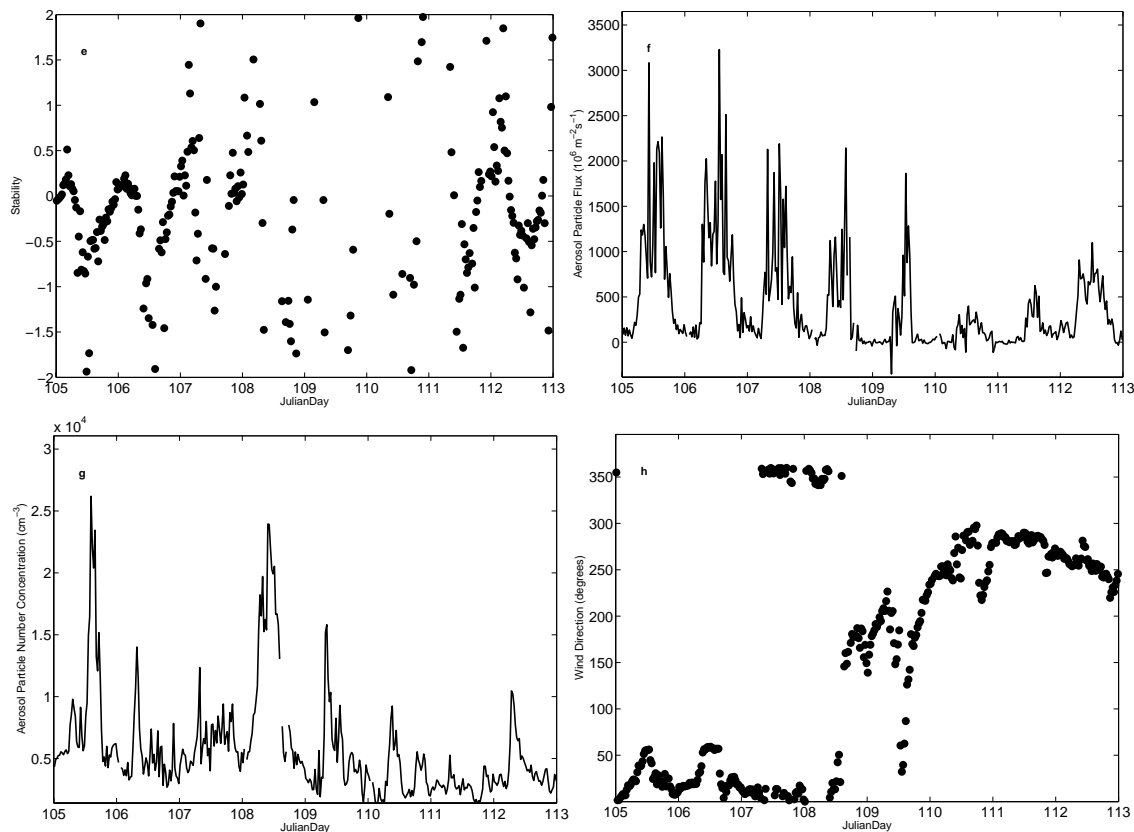 e
2
1.5
1
0.5
0
−0.5
−1
−1.5
−2
Stability
105 106 107 108 109 110 111 112 113
JulianDay
f
3500
3000
2500
2000
1500
1000
500
0
Aerosol Particle Flux (10⁶ m⁻²s⁻¹)
105 106 107 108 109 110 111 112 113
JulianDay
x 10⁴
g
3
2.5
2
1.5
1
0.5
Aerosol Particle Number Concentration (cm⁻³)
105 106 107 108 109 110 111 112 113
JulianDay
h
350
300
250
200
150
100
50
Wind Direction (degrees)
105 106 107 108 109 110 111 112 113
JulianDay